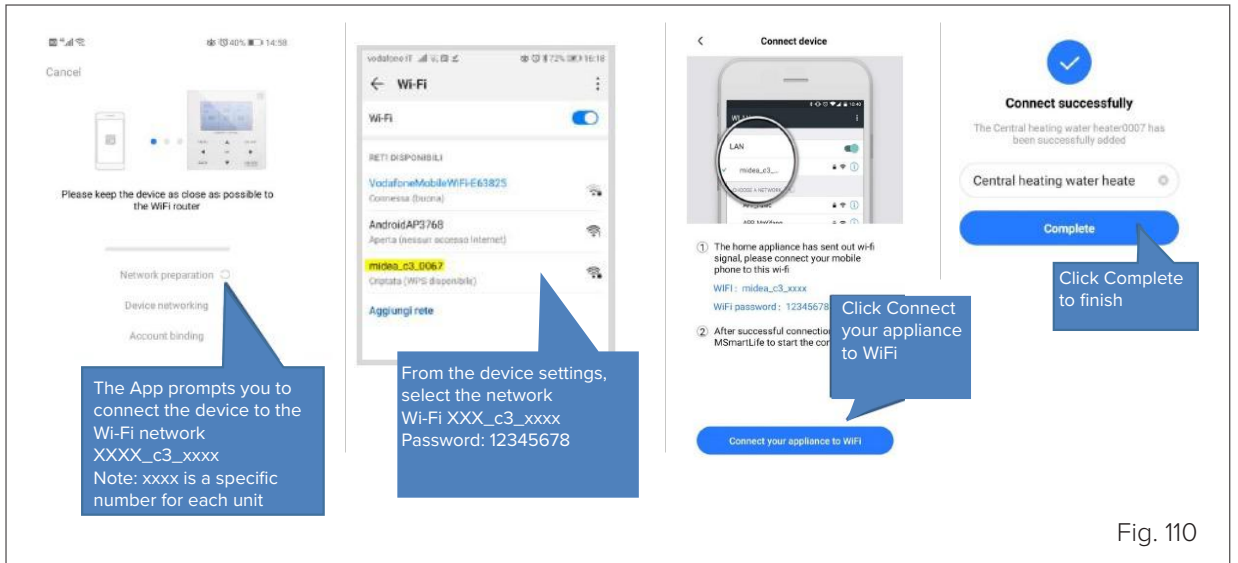 14:58
40%
Cancel
Please keep the device as close as possible to
the WiFi router
Network preparation
Device networking
Account binding
The App prompts you to
connect the device to the
Wi-Fi network
XXXX_c3_xxxx
Note: xxxx is a specific
number for each unit
vodafone IT
72%
16:18
Wi-Fi
Wi-Fi
RETI DISPONIBILI
VodafoneMobileWiFi-E63825
Connessa (buona)
AndroidAP3768
Aperta (nessun accesso Internet)
midea_c3_0067
Criptata (WPS disponibile)
Aggiungi rete
From the device settings,
select the network
Wi-Fi XXX_c3_xxxx
Password: 12345678
Connect device
LAN
midea_c3_...
CHOOSE A NETWORK
1 The home appliance has sent out wi-fi
signal, please connect your mobile
phone to this wi-fi
WIFI : midea_c3_xxxx
WiFi password : 12345678
2 After successful connection
MSmartLife to start the con
Click Connect
your appliance
to WiFi
Connect your appliance to WiFi
Connect successfully
The Central heating water heater0007 has
been successfully added
Central heating water heate
Complete
Click Complete
to finish
Fig. 110